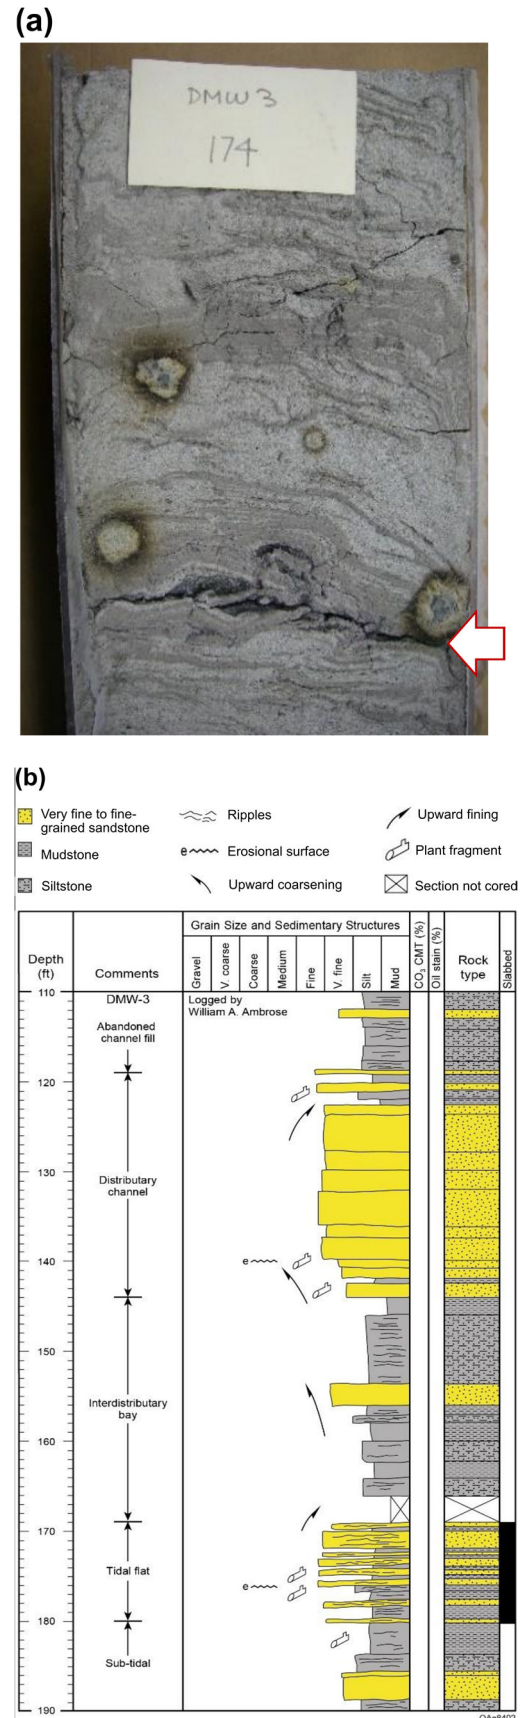 (a)
DMW 3
174
(b)
Very fine to fine-
grained sandstone
Mudstone
Siltstone
Ripples
Erosional surface
e
Upward coarsening
Upward fining
Plant fragment
Section not cored
Grain Size and Sedimentary Structures
Depth
(ft)
Comments
Gravel
V. coarse
Coarse
Medium
Fine
V. fine
Silt
Mud
CO3 CMT (%)
Oil stain (%)
Rock
type
Slabbed
110
DMW-3
Logged by
William A. Ambrose
Abandoned
channel fill
120
130
Distributary
channel
140
e
150
Interdistributary
bay
160
170
Tidal flat
e
180
Sub-tidal
190
QAe8402